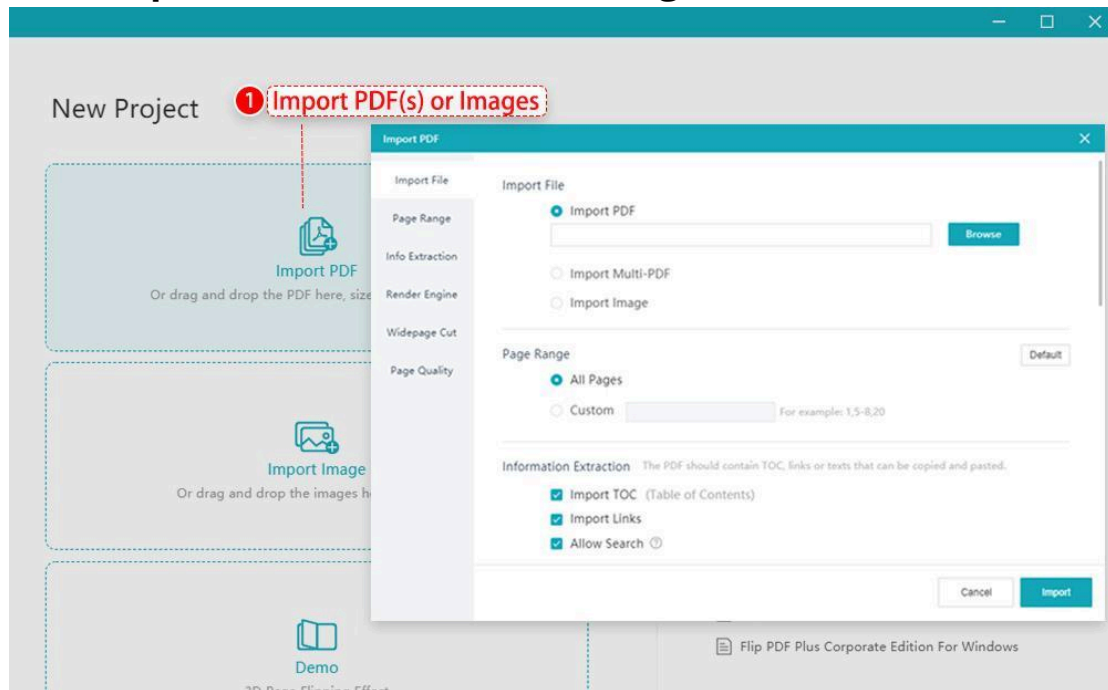 New Project
1 Import PDF(s) or Images
Import PDF
Or drag and drop the PDF here, size
Import Image
Or drag and drop the images h
Demo
3D Page Flipping Effect
Import PDF
Import File
Page Range
Info Extraction
Render Engine
Widepage Cut
Page Quality
Import File
Import PDF
Browse
Import Multi-PDF
Import Image
Page Range
Default
All Pages
Custom
For example: 1,5-8,20
Information Extraction The PDF should contain TOC, links or texts that can be copied and pasted.
Import TOC (Table of Contents)
Import Links
Allow Search ?
Cancel
Import
Flip PDF Plus Corporate Edition For Windows